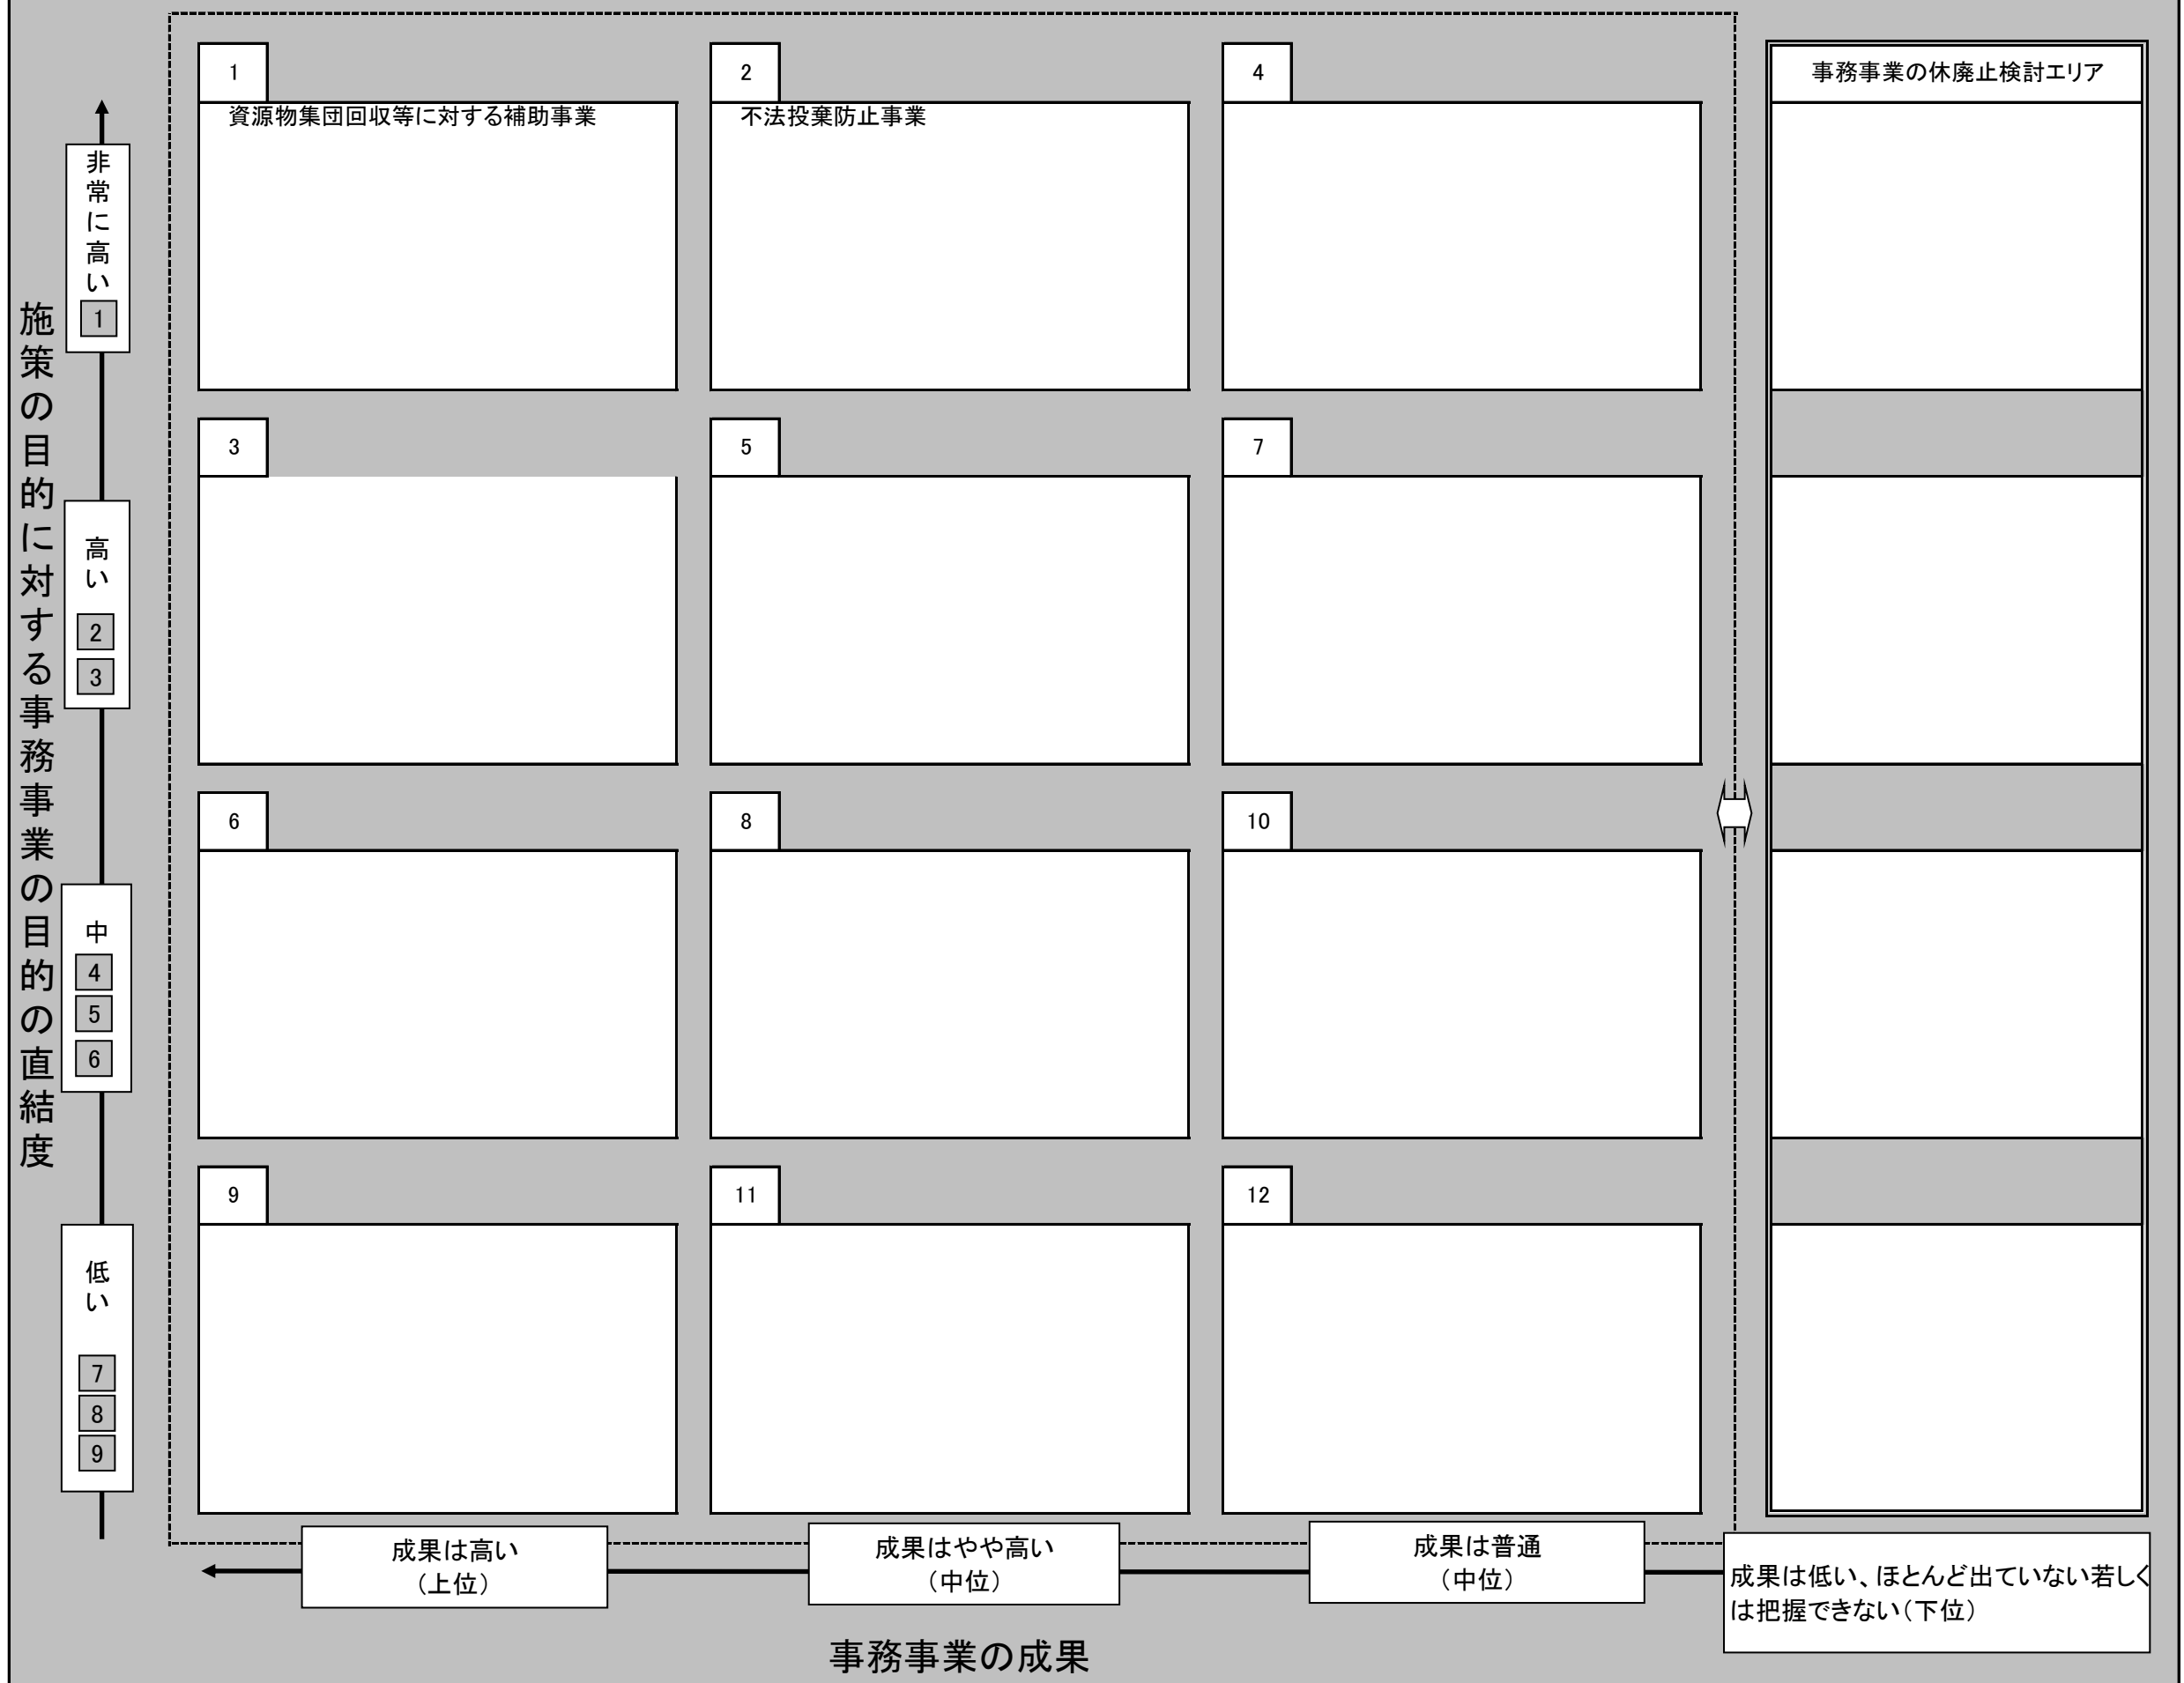 施策の目的に対する事務事業の目的の直結度
非常に高い
1
高い
2
3
中
4
5
6
低い
7
8
9
1
資源物集団回収等に対する補助事業
2
不法投棄防止事業
4
事務事業の休廃止検討エリア
3
5
7
6
8
10
9
11
12
成果は高い
（上位）
成果はやや高い
（中位）
成果は普通
（中位）
成果は低い、ほとんど出ていない若しく
は把握できない（下位）
事務事業の成果